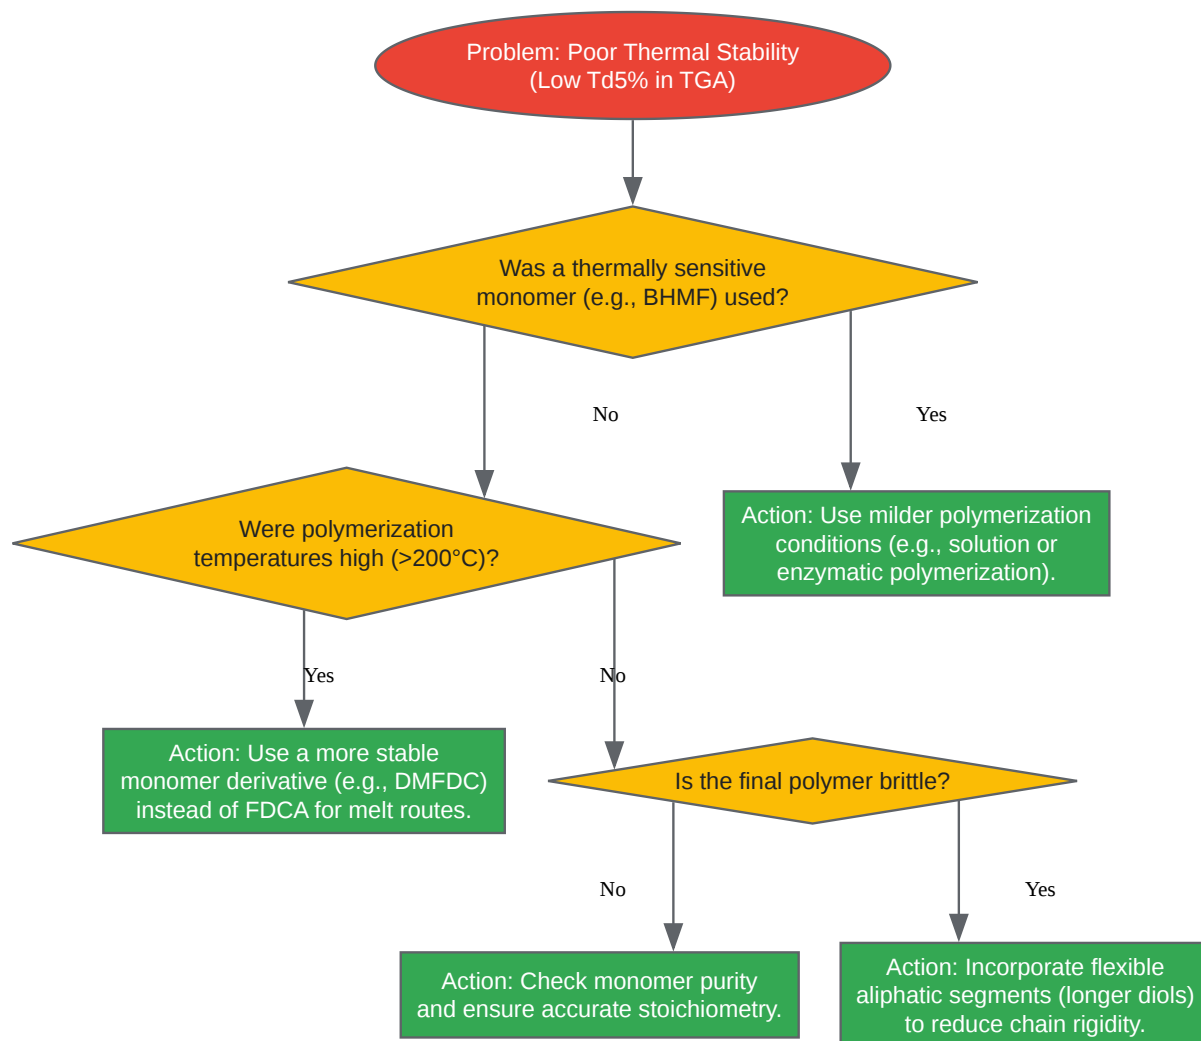 Problem: Poor Thermal Stability
(Low Td5% in TGA)
Was a thermally sensitive
monomer (e.g., BHMF) used?
No
Yes
Were polymerization
temperatures high (>200°C)?
Action: Use milder polymerization
conditions (e.g., solution or
enzymatic polymerization).
Yes
No
Action: Use a more stable
monomer derivative (e.g., DMFDC)
instead of FDCA for melt routes.
Is the final polymer brittle?
No
Yes
Action: Check monomer purity
and ensure accurate stoichiometry.
Action: Incorporate flexible
aliphatic segments (longer diols)
to reduce chain rigidity.